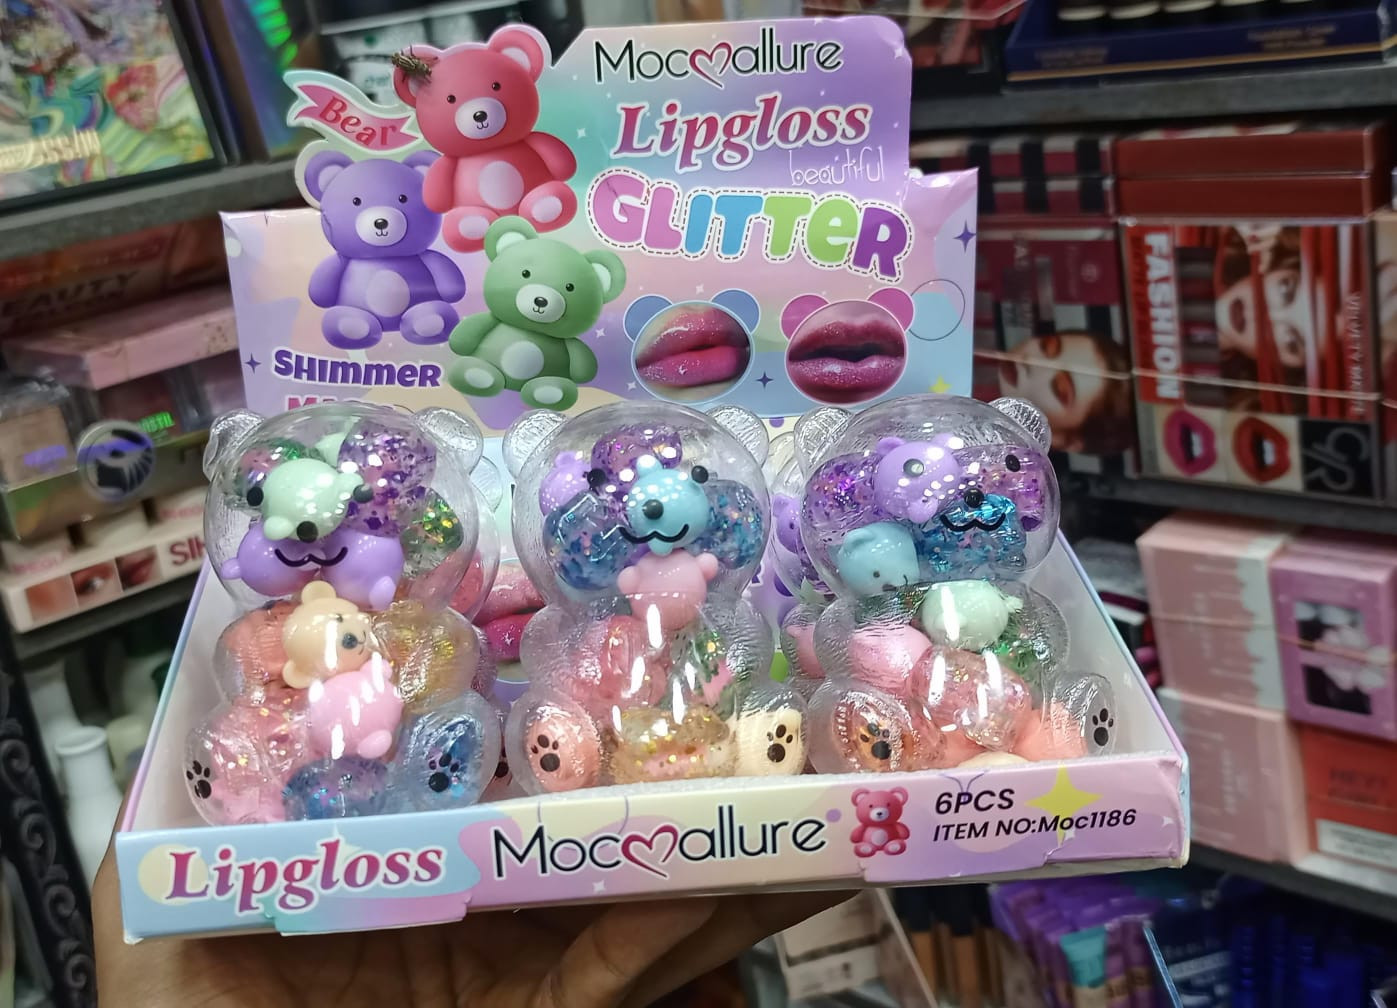 Mocallure
Lipgloss
beautiful
GLITTER
Bear
SHIMMER
Lipgloss
Mocallure
6PCS
ITEM NO:Moc1186
FASHION